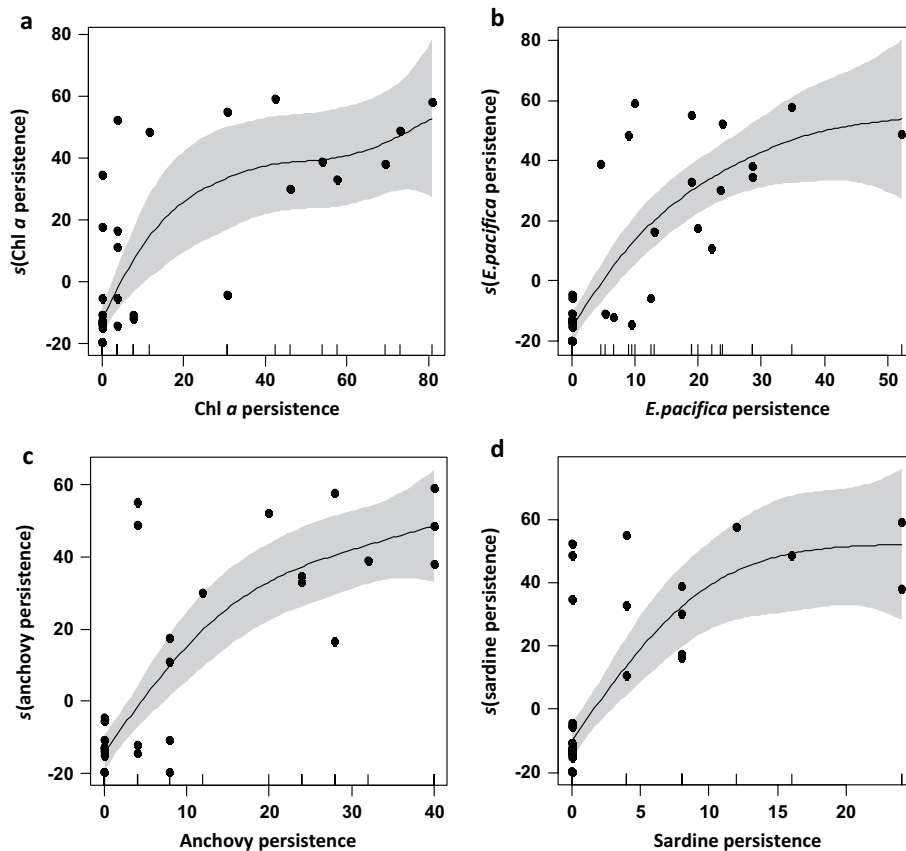 a
80
60
40
20
0
-20
s(Chl a persistence)
0 20 40 60 80
Chl a persistence
b
80
60
40
20
0
-20
s(E.pacifica persistence)
0 10 20 30 40 50
E.pacifica persistence
c
60
40
20
0
-20
s(anchovy persistence)
0 10 20 30 40
Anchovy persistence
d
60
40
20
0
-20
s(sardine persistence)
0 5 10 15 20
Sardine persistence